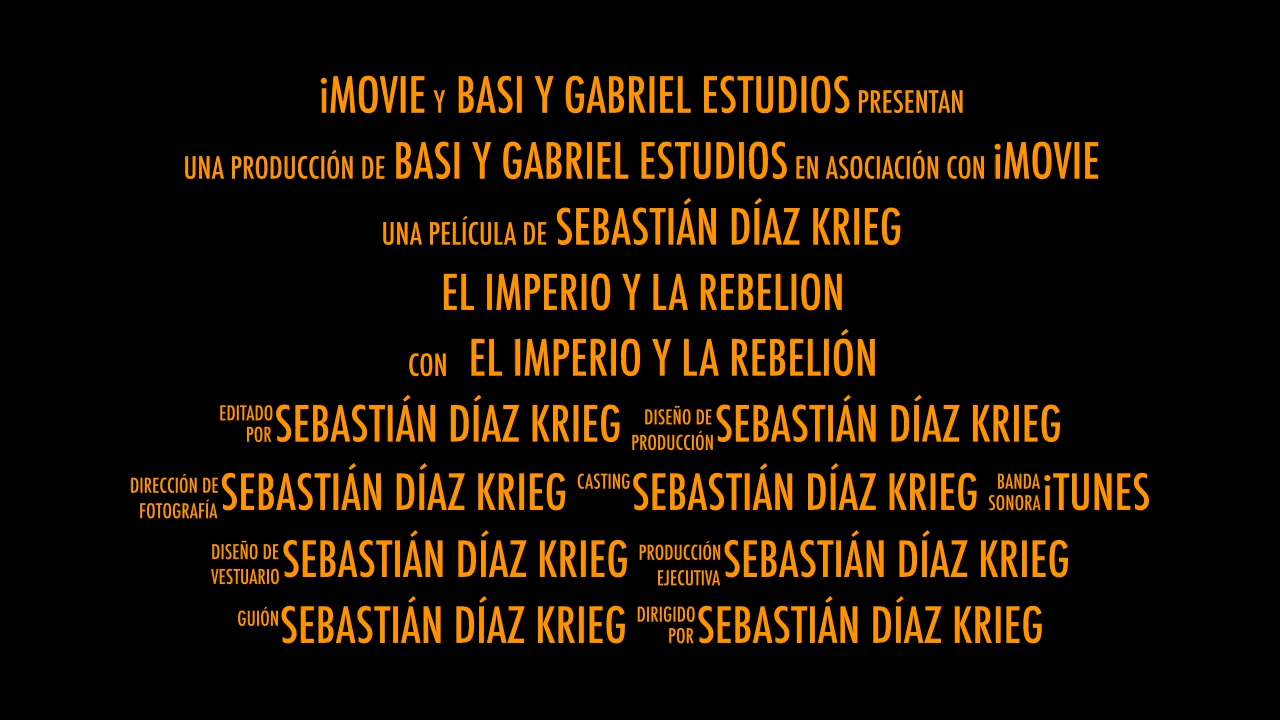 iMOVIE Y BASI Y GABRIEL ESTUDIOS PRESENTAN
UNA PRODUCCIÓN DE BASI Y GABRIEL ESTUDIOS EN ASOCIACIÓN CON iMOVIE
UNA PELÍCULA DE SEBASTIÁN DÍAZ KRIEG
EL IMPERIO Y LA REBELION
CON EL IMPERIO Y LA REBELIÓN
EDITADO POR SEBASTIÁN DÍAZ KRIEG DISEÑO DE PRODUCCIÓN SEBASTIÁN DÍAZ KRIEG
DIRECCIÓN DE FOTOGRAFÍA SEBASTIÁN DÍAZ KRIEG CASTING SEBASTIÁN DÍAZ KRIEG BANDA SONORA iTUNES
DISEÑO DE VESTUARIO SEBASTIÁN DÍAZ KRIEG PRODUCCIÓN EJECUTIVA SEBASTIÁN DÍAZ KRIEG
GUIÓN SEBASTIÁN DÍAZ KRIEG DIRIGIDO POR SEBASTIÁN DÍAZ KRIEG